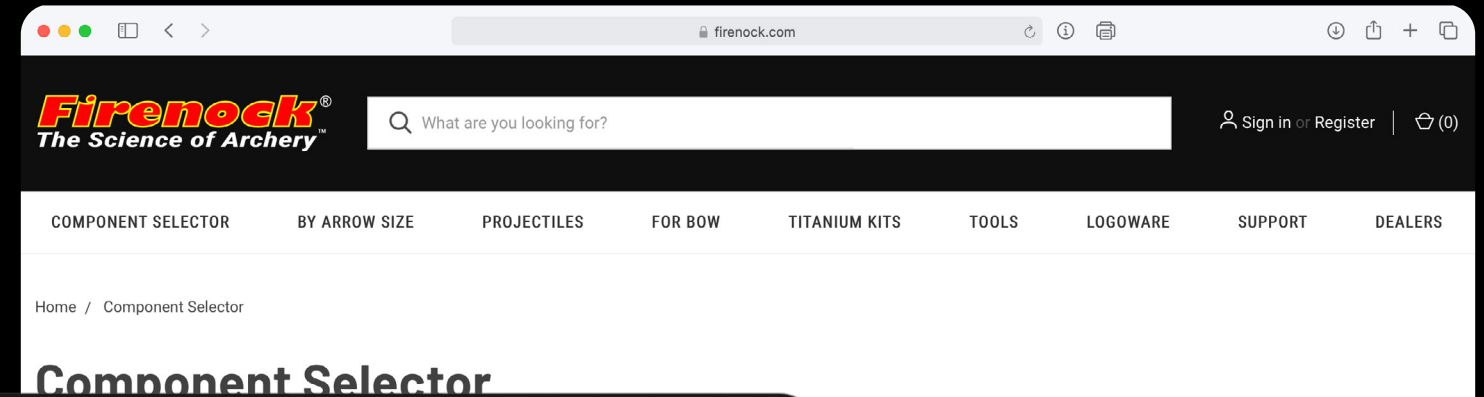 firenock.com
Firenock®
The Science of Archery™
What are you looking for?
Sign in or Register
(0)
COMPONENT SELECTOR BY ARROW SIZE PROJECTILES FOR BOW TITANIUM KITS TOOLS LOGOWARE SUPPORT DEALERS
Home / Component Selector
Component Selector